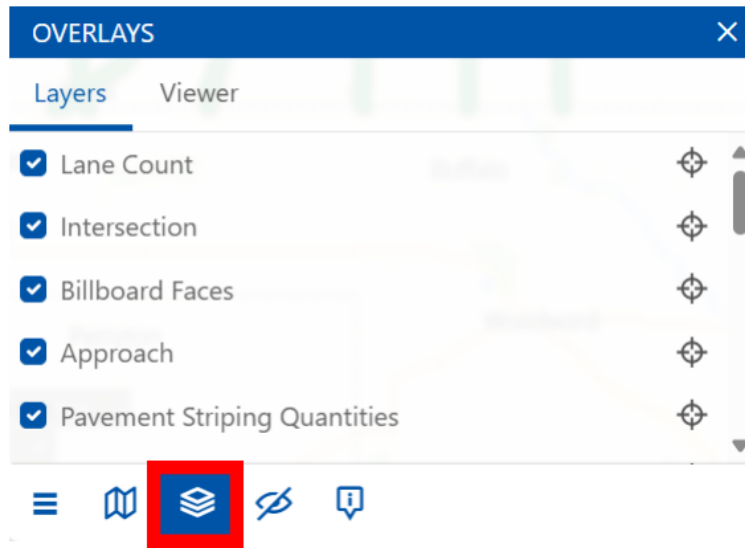 OVERLAYS
Layers Viewer
Lane Count
Intersection
Billboard Faces
Approach
Pavement Striping Quantities